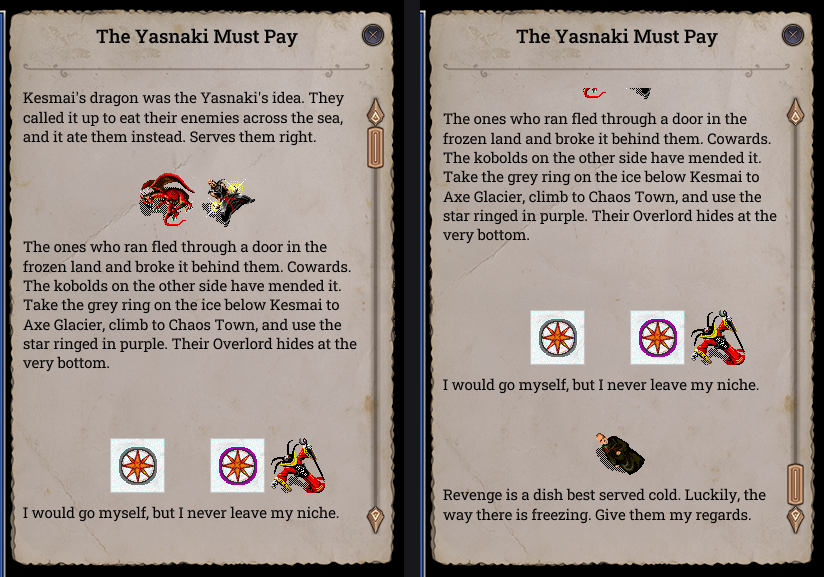 The Yasnaki Must Pay
Kesmai's dragon was the Yasnaki's idea. They
called it up to eat their enemies across the sea,
and it ate them instead. Serves them right.
The ones who ran fled through a door in the
frozen land and broke it behind them. Cowards.
The kobolds on the other side have mended it.
Take the grey ring on the ice below Kesmai to
Axe Glacier, climb to Chaos Town, and use the
star ringed in purple. Their Overlord hides at the
very bottom.
I would go myself, but I never leave my niche.
The Yasnaki Must Pay
The ones who ran fled through a door in the
frozen land and broke it behind them. Cowards.
The kobolds on the other side have mended it.
Take the grey ring on the ice below Kesmai to
Axe Glacier, climb to Chaos Town, and use the
star ringed in purple. Their Overlord hides at the
very bottom.
I would go myself, but I never leave my niche.
Revenge is a dish best served cold. Luckily, the
way there is freezing. Give them my regards.